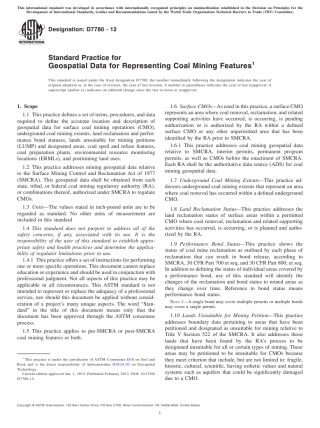 This international standard was developed in accordance with internationally recognized principles on standardization established in the Decision on Principles for the
Development of International Standards, Guides and Recommendations issued by the World Trade Organization Technical Barriers to Trade (TBT) Committee.
Designation: D7780 − 12
Standard Practice for
Geospatial Data for Representing Coal Mining Features1
This standard is issued under the fixed designation D7780; the number immediately following the designation indicates the year of
original adoption or, in the case of revision, the year of last revision. A number in parentheses indicates the year of last reapproval. A
superscript epsilon (ε) indicates an editorial change since the last revision or reapproval.
1. Scope
1.1 This practice defines a set of terms, procedures, and data
required to define the accurate location and description of
geospatial data for surface coal mining operations (CMO),
underground coal mining extents, land reclamation and perfor-
mance bond statuses, lands unsuitable for mining petitions
(LUMP) and designated areas, coal spoil and refuse features,
coal preparation plants, environmental resource monitoring
locations (ERMLs), and postmining land uses.
1.2 This practice addresses mining geospatial data relative
to the Surface Mining Control and Reclamation Act of 1977
(SMCRA). This geospatial data shall be obtained from each
state, tribal, or federal coal mining regulatory authority (RA),
or combinations thereof, authorized under SMCRA to regulate
CMOs.
1.3 Units—The values stated in inch-pound units are to be
regarded as standard. No other units of measurement are
included in this standard
1.4 This standard does not purport to address all of the
safety concerns, if any, associated with its use. It is the
responsibility of the user of this standard to establish appro-
priate safety and health practices and determine the applica-
bility of regulatory limitations prior to use.
1.4.1 This practice offers a set of instructions for performing
one or more specific operations. This document cannot replace
education or experience and should be used in conjunction with
professional judgment. Not all aspects of this practice may be
applicable in all circumstances. This ASTM standard is not
intended to represent or replace the adequacy of a professional
service, nor should this document be applied without consid-
eration of a project's many unique aspects. The word "Stan-
dard" in the title of this document means only that the
document has been approved through the ASTM consensus
process.
1.5 This practice applies to pre-SMCRA or post-SMCRA
coal mining features or both.
1 This practice is under the jurisdiction of ASTM Committee D18 on Soil and
Rock and is the direct responsibility of Subcommittee D18.01.05 on Geospatial
Technology.
Current edition approved Jan. 1, 2012. Published February 2012. DOI: 10.1520/
D7780-12.
1.6 Surface CMOs—As used in this practice, a surface CMO
represents an area where coal removal, reclamation, and related
supporting activities have occurred, is occurring, is pending
authorization or is authorized by the RA within a defined
surface CMO or any other unpermitted area that has been
identified by the RA prior to SMCRA.
1.6.1 This practice addresses coal mining geospatial data
relative to SMCRA, interim permits, permanent program
permits, as well as CMOs before the enactment of SMCRA.
Each RA shall be the authoritative data source (ADS) for coal
mining geospatial data.
1.7 Underground Coal Mining Extents—This practice ad-
dresses underground coal mining extents that represent an area
where coal removal has occurred within a defined underground
CMO.
1.8 Land Reclamation Status—This practice addresses the
land reclamation status of surface areas within a permitted
CMO where coal removal, reclamation and related supporting
activities has occurred, is occurring, or is planned and autho-
rized by the RA.
1.9 Performance Bond Status—This practice shows the
status of coal mine reclamation as outlined by each phase of
reclamation that can result in bond release, according to
SMCRA, 30 CFR Part 700 et seq, and 30 CFR Part 800, et seq.
In addition to defining the status of individual areas covered by
a performance bond, use of this standard will identify the
changes of the reclamation and bond status to mined areas as
they change over time. Reference to bond status means
performance bond status.
NOTE 1—A single bond may cover multiple permits or multiple bonds
may cover a single permit.
1.10 Lands Unsuitable for Mining Petition—This practice
addresses boundary data pertaining to areas that have been
petitioned and designated as unsuitable for mining relative to
Title V Section 522 of the SMCRA. It also addresses those
lands that have been found by the RA's process to be
designated unsuitable for all or certain types of mining. These
areas may be petitioned to be unsuitable for CMOs because
they meet criterion that include, but are not limited to: fragile,
historic, cultural, scientific, having esthetic values and natural
systems such as aquifers that could be significantly damaged
due to a CMO.
Copyright © ASTM International, 100 Barr Harbor Drive, PO Box C700, West Conshohocken, PA 19428-2959. United States
1